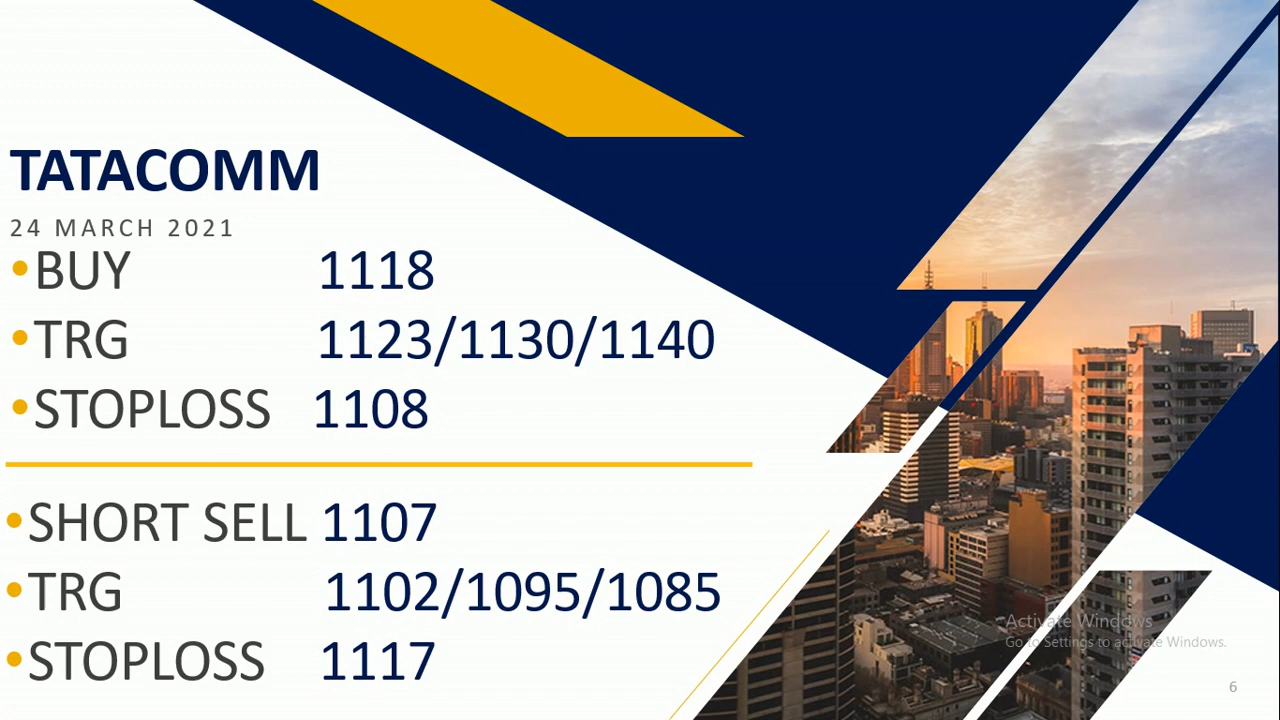 TATACOMM
24 MARCH 2021
•BUY 1118
•TRG 1123/1130/1140
•STOPLOSS 1108
•SHORT SELL 1107
•TRG 1102/1095/1085
•STOPLOSS 1117
Activate Windows
Go to Settings to activate Windows.
6